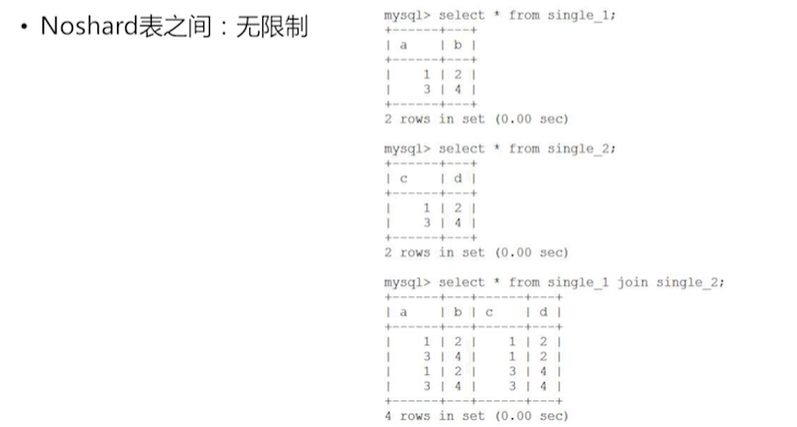 • Noshard表之间：无限制
mysql> select * from single_1;
+------+---+
| a    | b |
+------+---+
|    1 | 2 |
|    3 | 4 |
+------+---+
2 rows in set (0.00 sec)
mysql> select * from single_2;
+------+---+
| c    | d |
+------+---+
|    1 | 2 |
|    3 | 4 |
+------+---+
2 rows in set (0.00 sec)
mysql> select * from single_1 join single_2;
+------+---+------+---+
| a    | b | c    | d |
+------+---+------+---+
|    1 | 2 |    1 | 2 |
|    3 | 4 |    1 | 2 |
|    1 | 2 |    3 | 4 |
|    3 | 4 |    3 | 4 |
+------+---+------+---+
4 rows in set (0.00 sec)